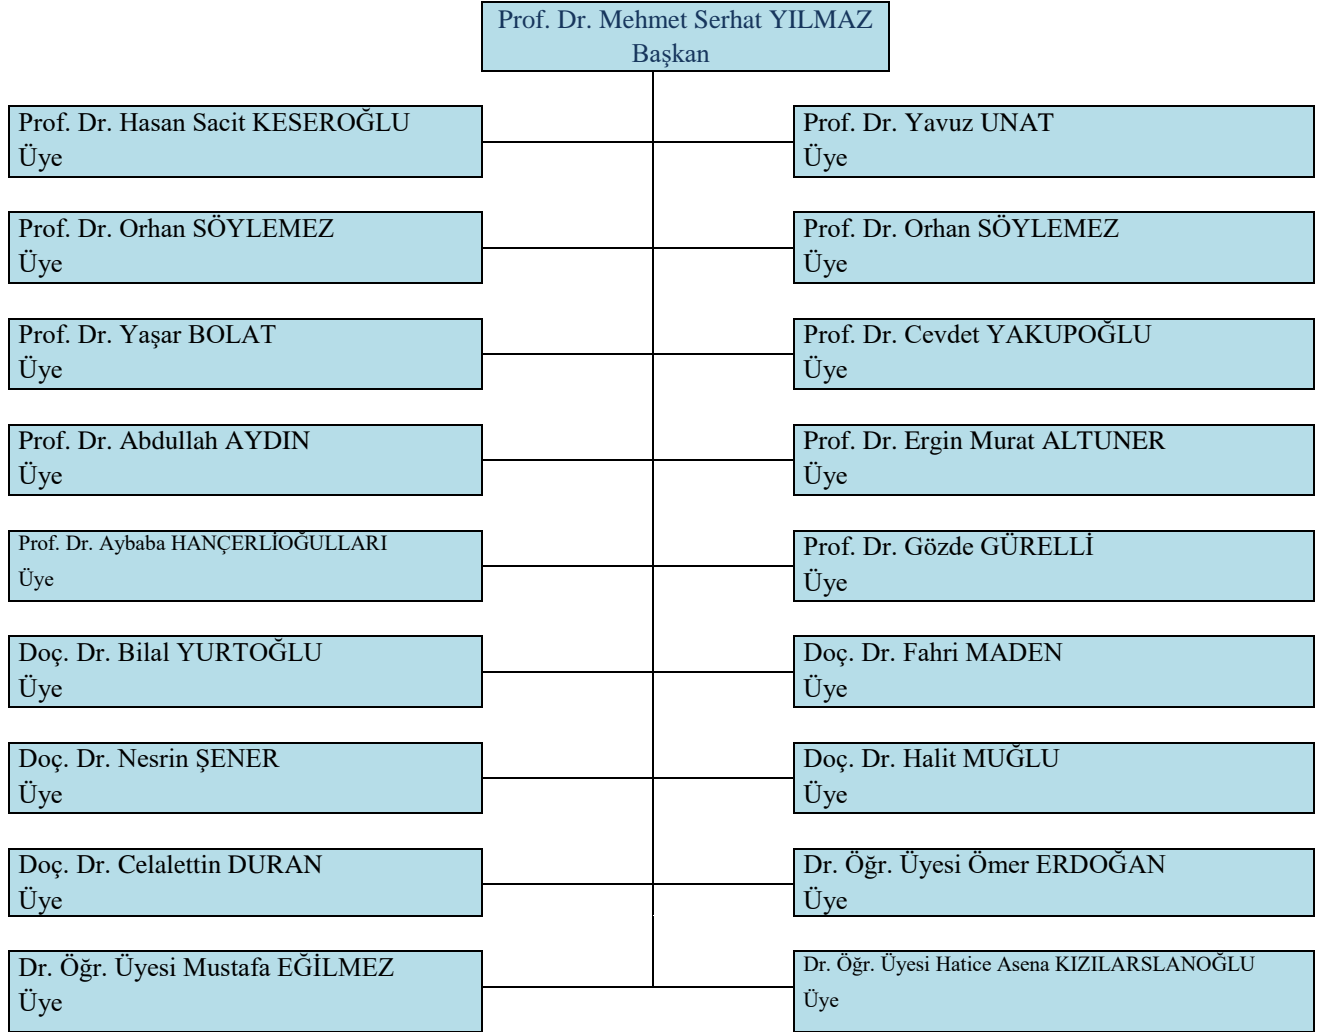 Prof. Dr. Mehmet Serhat YILMAZ
Başkan
Prof. Dr. Hasan Sacit KESEROĞLU
Üye
Prof. Dr. Yavuz UNAT
Üye
Prof. Dr. Orhan SÖYLEMEZ
Üye
Prof. Dr. Orhan SÖYLEMEZ
Üye
Prof. Dr. Yaşar BOLAT
Üye
Prof. Dr. Cevdet YAKUPOĞLU
Üye
Prof. Dr. Abdullah AYDIN
Üye
Prof. Dr. Ergin Murat ALTUNER
Üye
Prof. Dr. Aybaba HANÇERLİOĞULLARI
Üye
Prof. Dr. Gözde GÜRELLİ
Üye
Doç. Dr. Bilal YURTOĞLU
Üye
Doç. Dr. Fahri MADEN
Üye
Doç. Dr. Nesrin ŞENER
Üye
Doç. Dr. Halit MUĞLU
Üye
Doç. Dr. Celalettin DURAN
Üye
Dr. Öğr. Üyesi Ömer ERDOĞAN
Üye
Dr. Öğr. Üyesi Mustafa EĞİLMEZ
Üye
Dr. Öğr. Üyesi Hatice Asena KIZILARSLANOĞLU
Üye